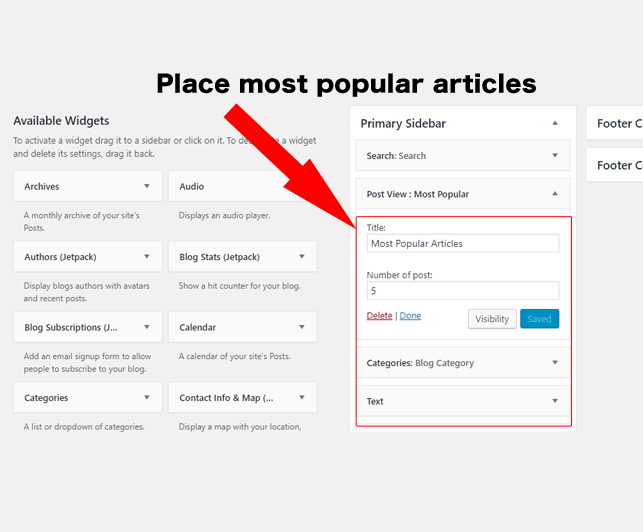 Place most popular articles
Available Widgets
To activate a widget drag it to a sidebar or click on it. To de e a widget
and delete its settings, drag it back.
Archives
A monthly archive of your site's
Posts.
Audio
Displays an audio player.
Authors (Jetpack)
Display blogs authors with avatars
and recent posts.
Blog Stats (Jetpack)
Show a hit counter for your blog.
Blog Subscriptions (J...
Add an email signup form to allow
people to subscribe to your blog.
Calendar
A calendar of your site's Posts.
Categories
A list or dropdown of categories.
Contact Info & Map (...
Display a map with your location,
Primary Sidebar
Search: Search
Post View : Most Popular
Title:
Most Popular Articles
Number of post:
5
Delete | Done
Visibility
Saved
Categories: Blog Category
Text
Footer C
Footer C